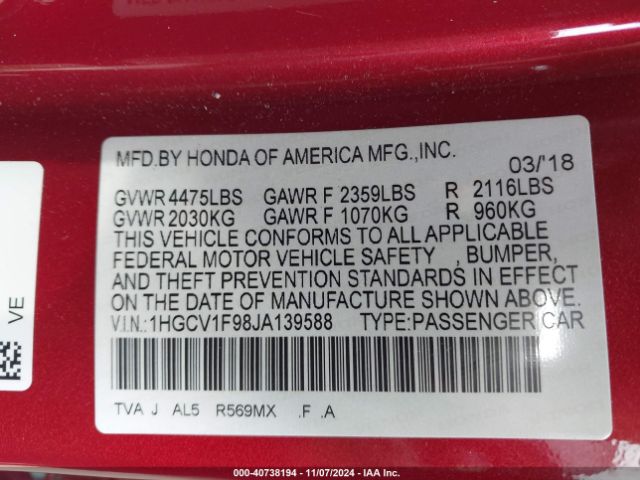 MFD.BY HONDA OF AMERICA MFG.,INC.
03/'18
GVWR 4475LBS GAWR F 2359LBS R 2116LBS
GVWR 2030KG GAWR F 1070KG R 960KG
THIS VEHICLE CONFORMS TO ALL APPLICABLE
FEDERAL MOTOR VEHICLE SAFETY , BUMPER,
AND THEFT PREVENTION STANDARDS IN EFFECT
ON THE DATE OF MANUFACTURE SHOWN ABOVE.
V.I.N.:1HGCV1F98JA139588 TYPE:PASSENGER CAR
TVA J AL5 R569MX .F .A
VE
000-40738194 - 11/07/2024 - IAA Inc.